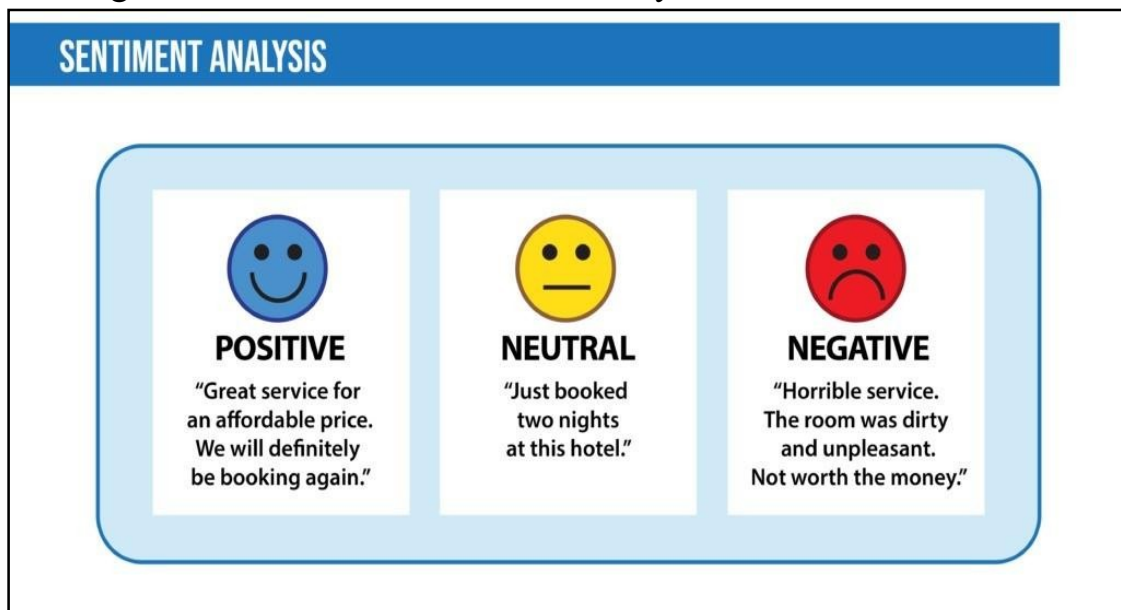 SENTIMENT ANALYSIS
POSITIVE
“Great service for
an affordable price.
We will definitely
be booking again.”
NEUTRAL
“Just booked
two nights
at this hotel.”
NEGATIVE
“Horrible service.
The room was dirty
and unpleasant.
Not worth the money.”